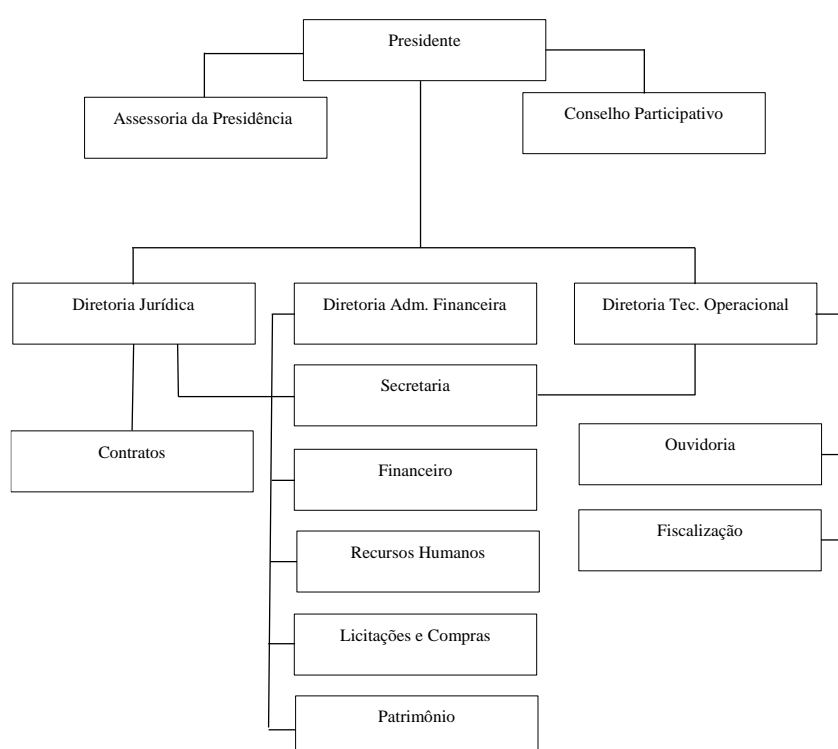 Presidente
Assessoria da Presidência
Conselho Participativo
Diretoria Jurídica
Diretoria Adm. Financeira
Diretoria Tec. Operacional
Secretaria
Contratos
Ouvidoria
Financeiro
Fiscalização
Recursos Humanos
Licitações e Compras
Patrimônio